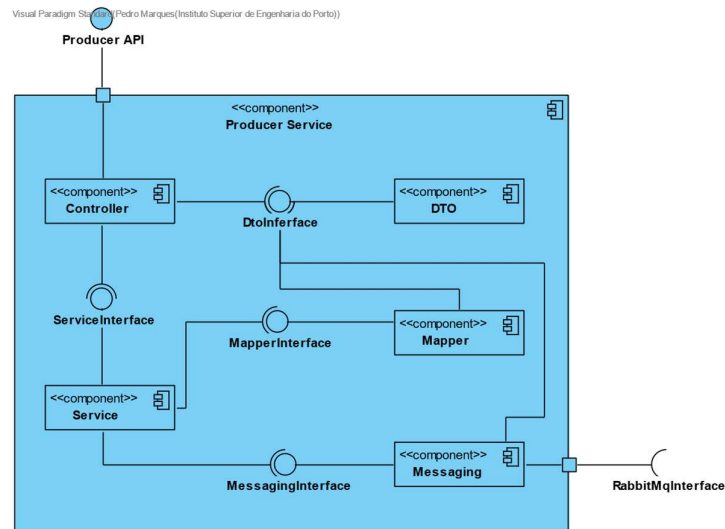 Visual Paradigm Standard(Pedro Marques(Instituto Superior de Engenharia do Porto))
Producer API
<<component>>
Producer Service
<<component>>
Controller
<<component>>
DTO
DtoInferface
ServiceInterface
<<component>>
Mapper
MapperInterface
<<component>>
Service
<<component>>
Messaging
MessagingInterface
RabbitMqInterface